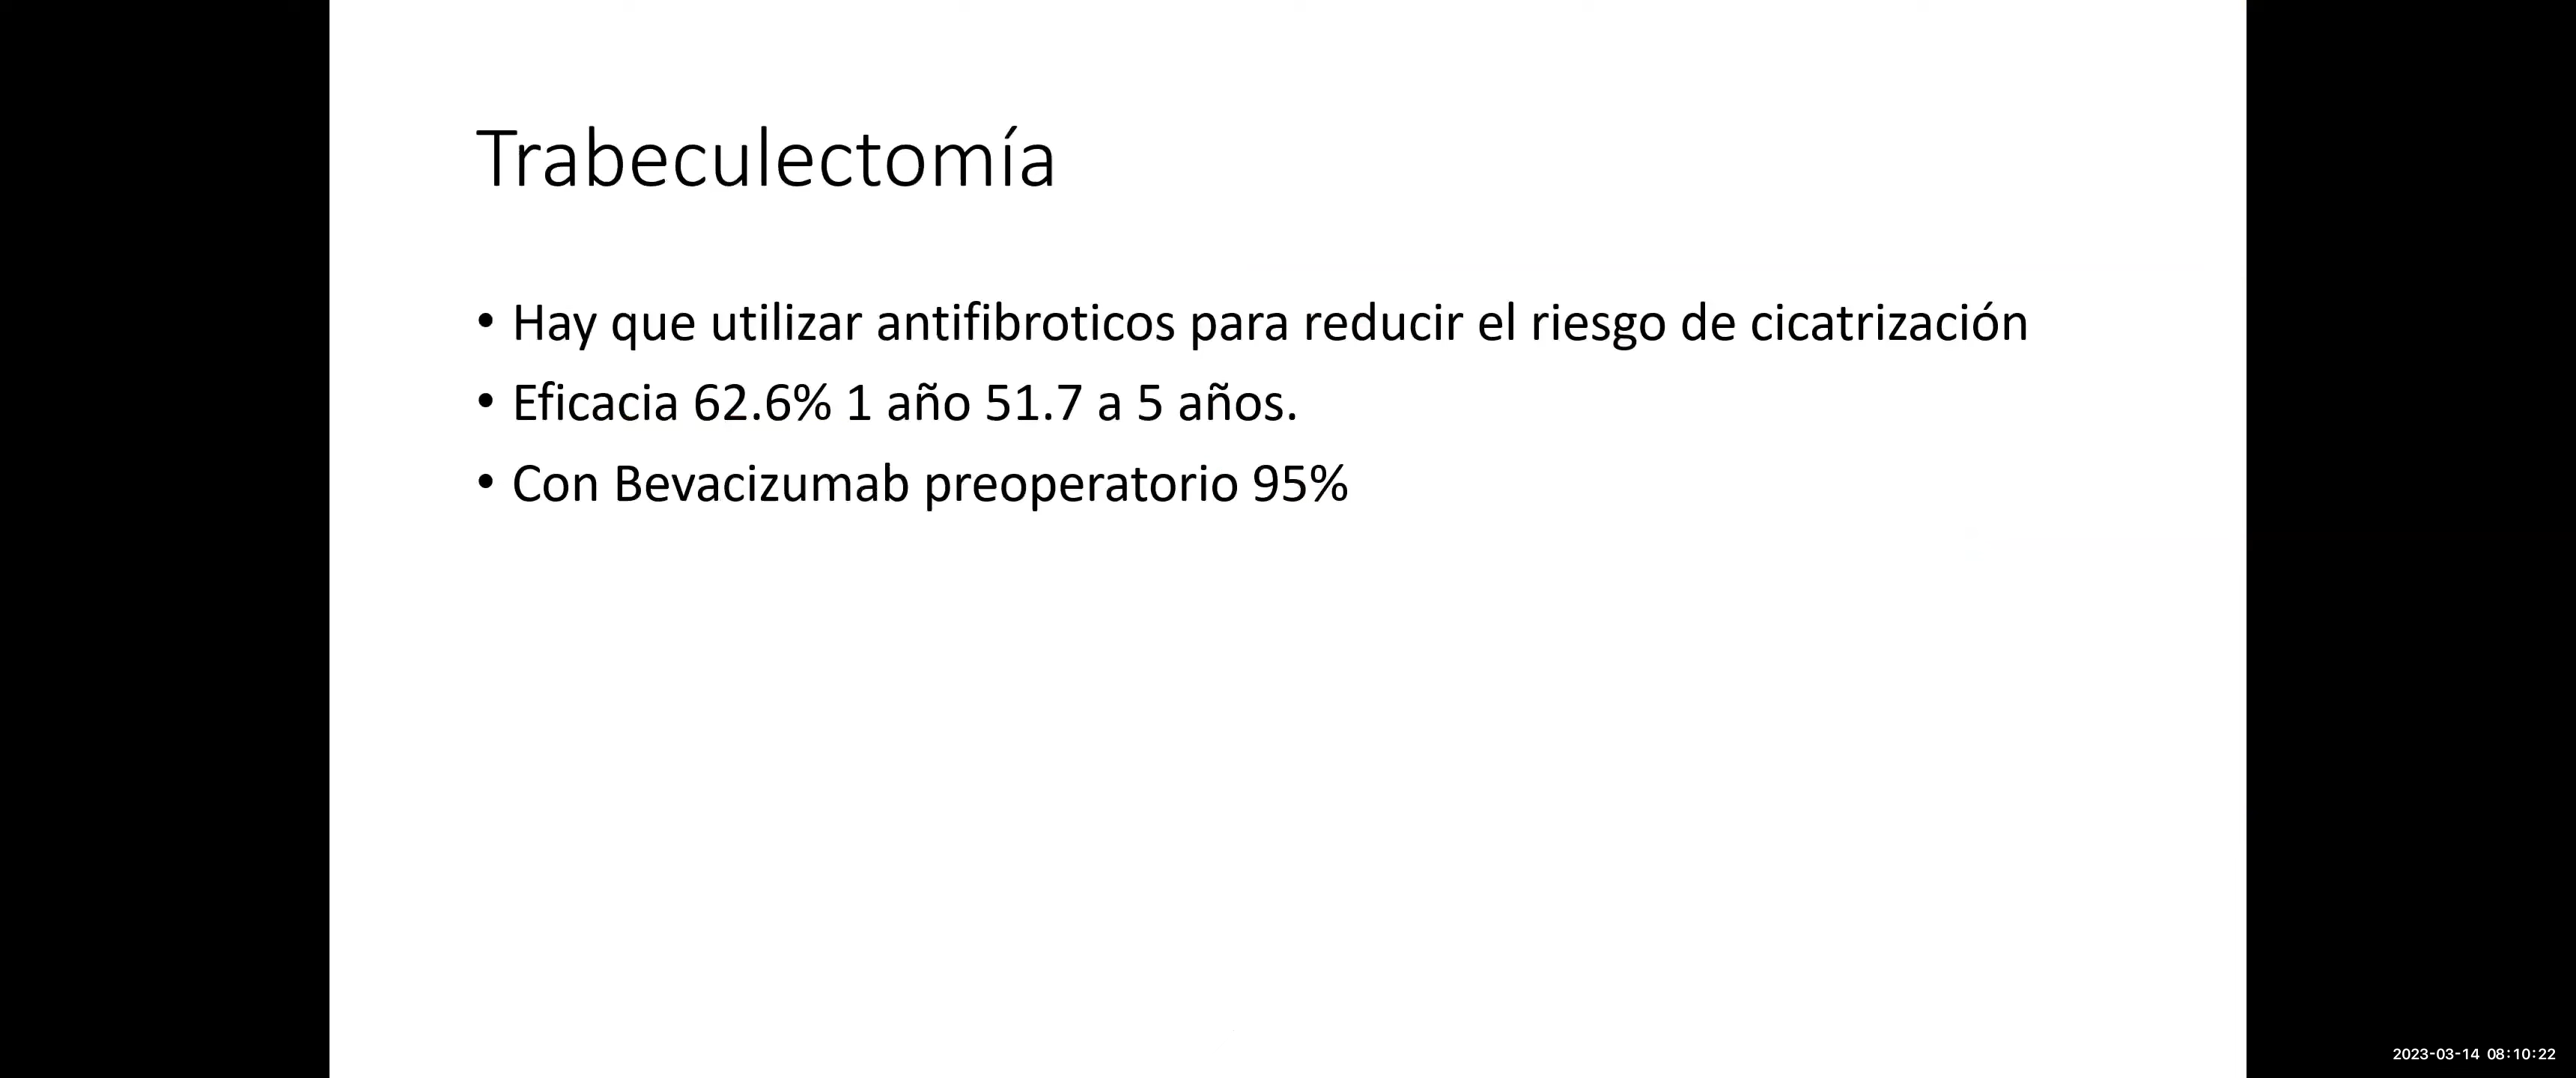 Trabeculectomía
• Hay que utilizar antifibroticos para reducir el riesgo de cicatrización
• Eficacia 62.6% 1 año 51.7 a 5 años.
• Con Bevacizumab preoperatorio 95%
2023-03-14 08:10:22